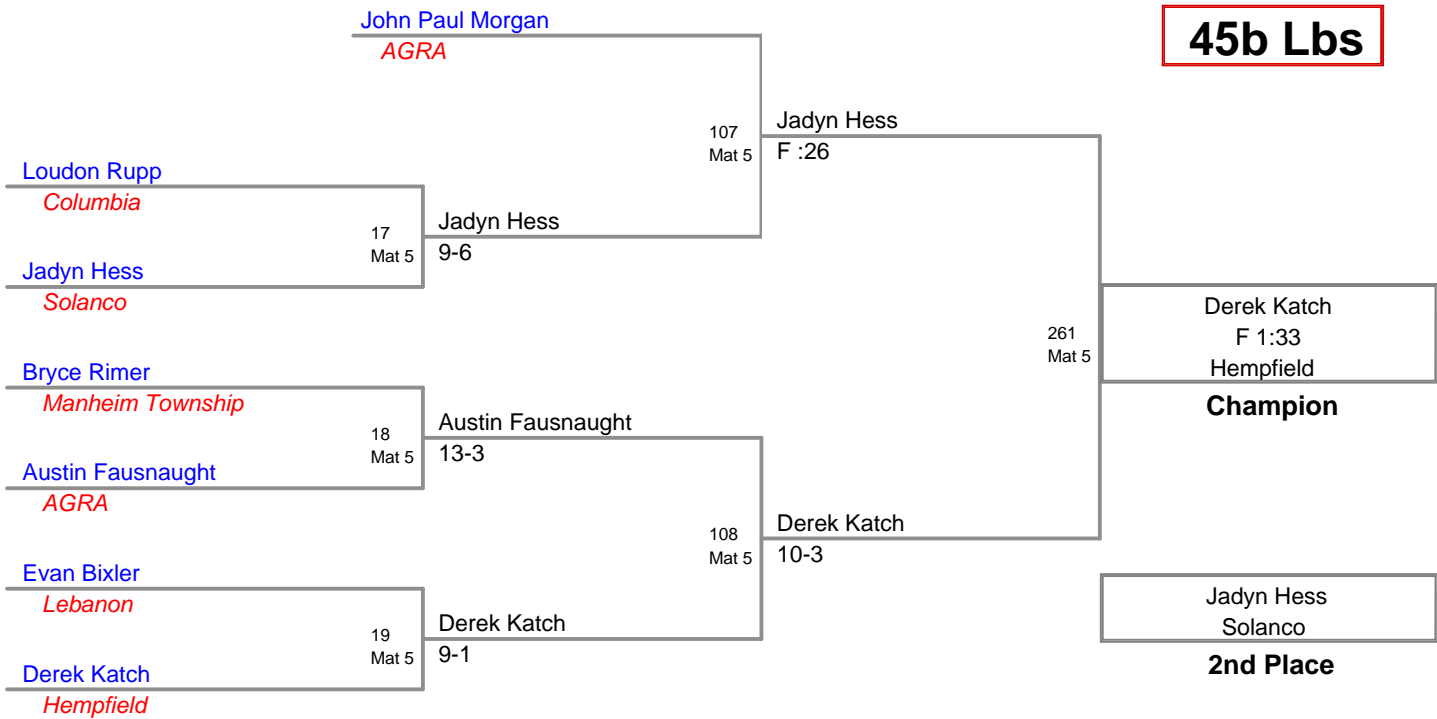 John Paul Morgan
AGRA
45b Lbs
107
Mat 5
Jadyn Hess
F :26
Loudon Rupp
Columbia
17
Mat 5
Jadyn Hess
9-6
Jadyn Hess
Solanco
261
Mat 5
Derek Katch
F 1:33
Hempfield
Champion
Bryce Rimer
Manheim Township
18
Mat 5
Austin Fausnaught
13-3
Austin Fausnaught
AGRA
108
Mat 5
Derek Katch
10-3
Evan Bixler
Lebanon
19
Mat 5
Derek Katch
9-1
Derek Katch
Hempfield
Jadyn Hess
Solanco
2nd Place